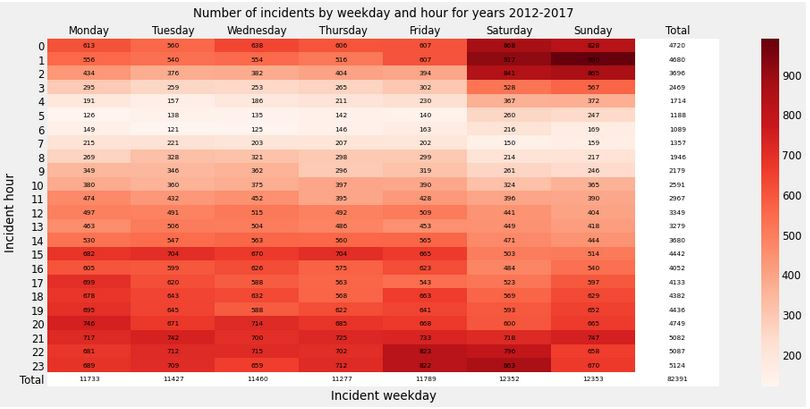 Number of incidents by weekday and hour for years 2012-2017
Monday Tuesday Wednesday Thursday Friday Saturday Sunday Total
0 613 560 638 606 607 868 828 4720
1 556 540 554 516 607 917 4680
2 434 376 382 404 394 841 865 3696
3 295 259 253 265 302 528 567 2469
4 191 157 186 211 230 367 372 1714
5 126 138 135 142 140 260 247 1188
6 149 121 125 146 163 216 169 1089
7 215 221 203 207 202 150 159 1357
8 269 328 321 298 299 214 217 1946
9 349 346 362 296 319 261 246 2179
10 380 360 375 397 390 324 365 2591
11 474 432 452 395 428 396 390 2967
12 497 491 515 492 509 441 404 3349
13 463 506 504 486 453 449 418 3279
14 530 547 563 560 565 471 444 3680
15 682 704 670 704 665 503 514 4442
16 605 599 626 575 623 484 540 4052
17 699 620 588 563 543 523 597 4133
18 678 643 632 568 663 569 629 4382
19 695 645 588 622 641 593 652 4436
20 746 671 714 685 668 600 665 4749
21 717 742 700 725 733 718 747 5082
22 681 712 715 702 823 796 658 5087
23 689 709 659 712 822 863 670 5124
Total 11733 11427 11460 11277 11789 12352 12353 82391
Incident weekday
Incident hour
900
800
700
600
500
400
300
200